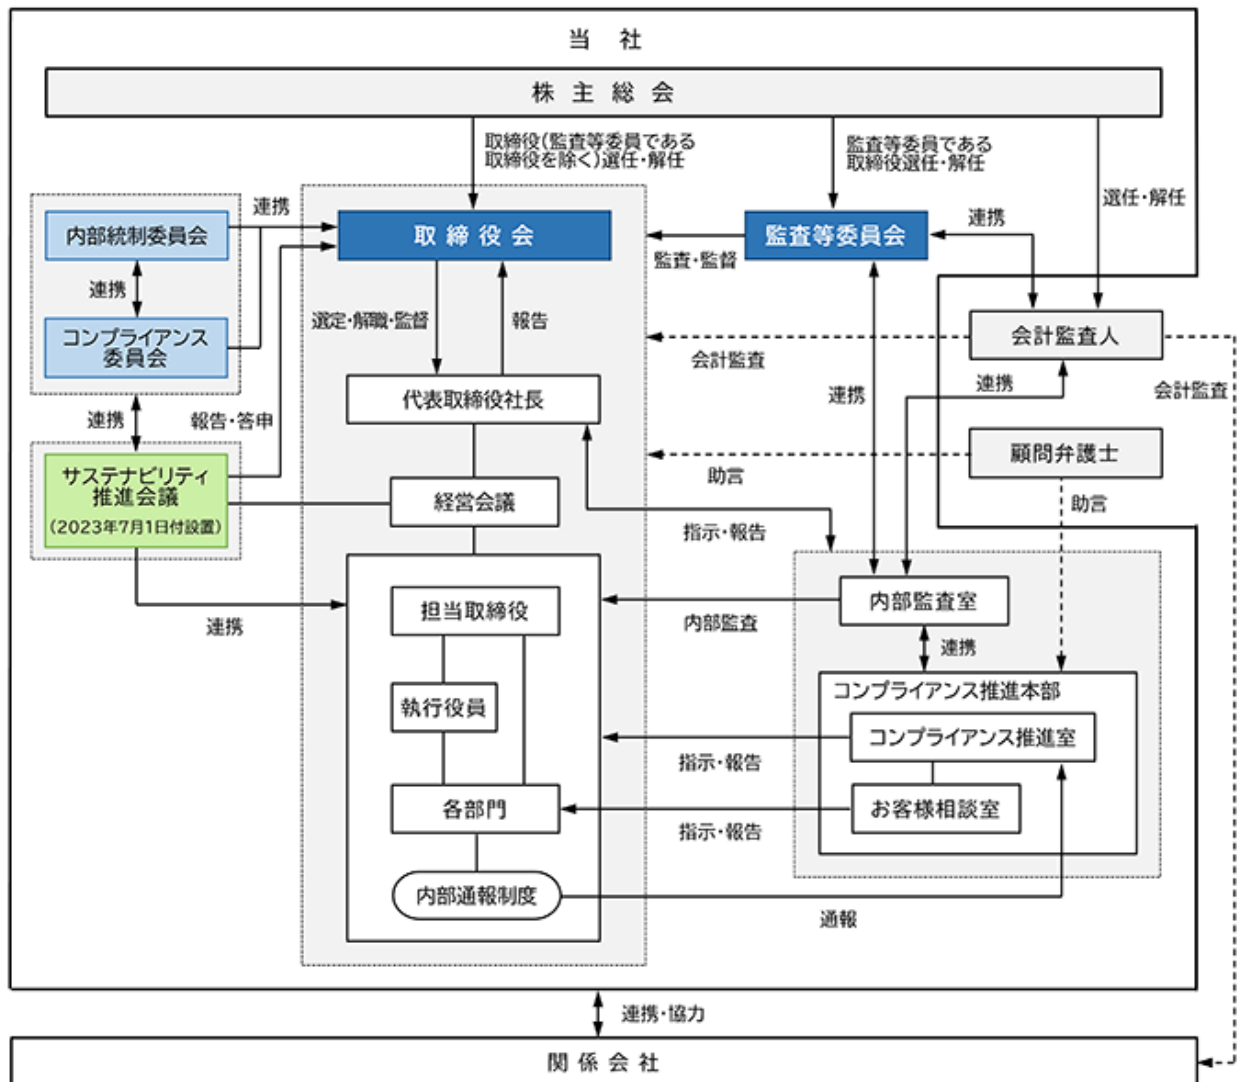 当 社
株 主 総 会
取締役(監査等委員である
取締役を除く)選任・解任
監査等委員である
取締役選任・解任
選任・解任
連携
内部統制委員会
取 締 役 会
監査等委員会
連携
監査・監督
連携
選定・解職・監督
報告
コンプライアンス
委員会
会計監査人
会計監査
連携
連携
会計監査
代表取締役社長
連携
報告・答申
サステナビリティ
推進会議
(2023年7月1日付設置)
顧問弁護士
助言
助言
経営会議
指示・報告
内部監査室
担当取締役
連携
内部監査
連携
コンプライアンス推進本部
執行役員
コンプライアンス推進室
指示・報告
各部門
お客様相談室
指示・報告
内部通報制度
通報
連携・協力
関 係 会 社